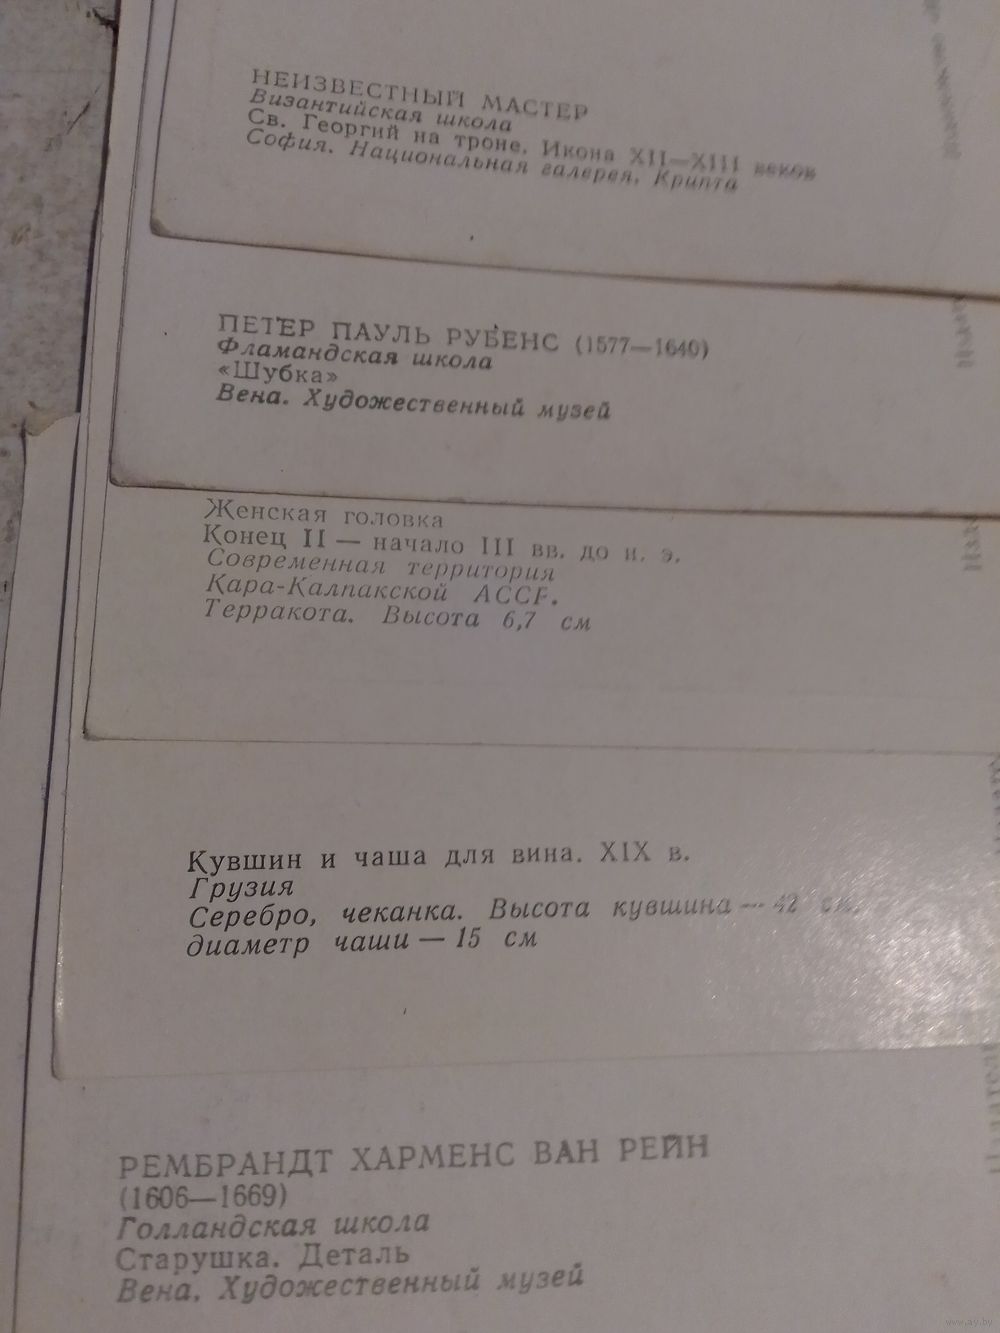 НЕИЗВЕСТНЫЙ МАСТЕР
Византийская школа
Св. Георгий на троне. Икона XII—XIII веков
София. Национальная галерея. Крипта
ПЕТЕР ПАУЛЬ РУБЕНС (1577—1640)
Фламандская школа
«Шубка»
Вена. Художественный музей
Женская головка
Конец II — начало III вв. до н. э.
Современная территория
Кара-Калпакской АССР.
Терракота. Высота 6,7 см
Кувшин и чаша для вина. XIX в.
Грузия
Серебро, чеканка. Высота кувшина — 42 см,
диаметр чаши — 15 см
РЕМБРАНДТ ХАРМЕНС ВАН РЕЙН
(1606—1669)
Голландская школа
Старушка. Деталь
Вена. Художественный музей
www.ay.by